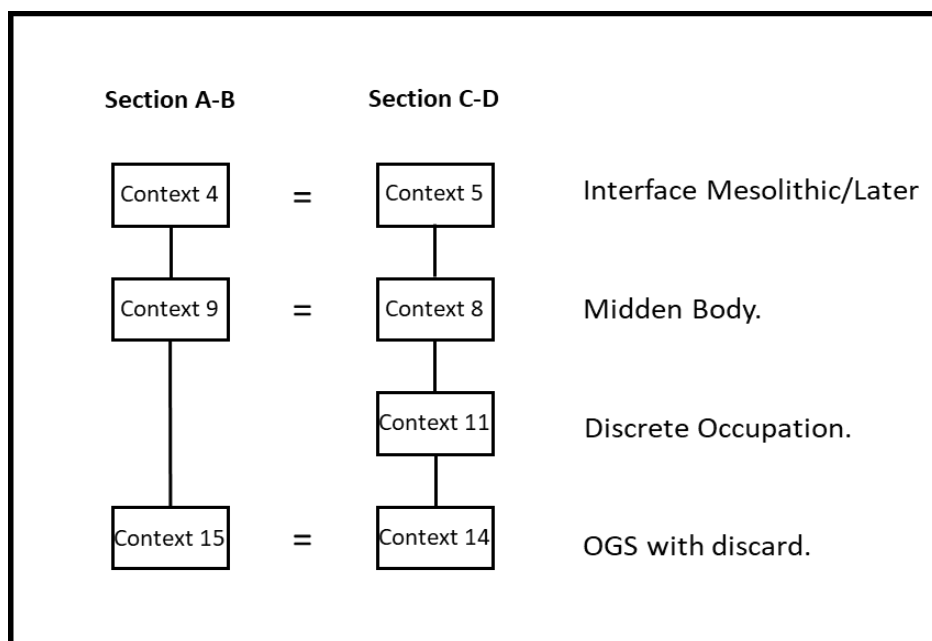 Section A-B Section C-D
Context 4 = Context 5 Interface Mesolithic/Later
Context 9 = Context 8 Midden Body.
Context 11 Discrete Occupation.
Context 15 = Context 14 OGS with discard.